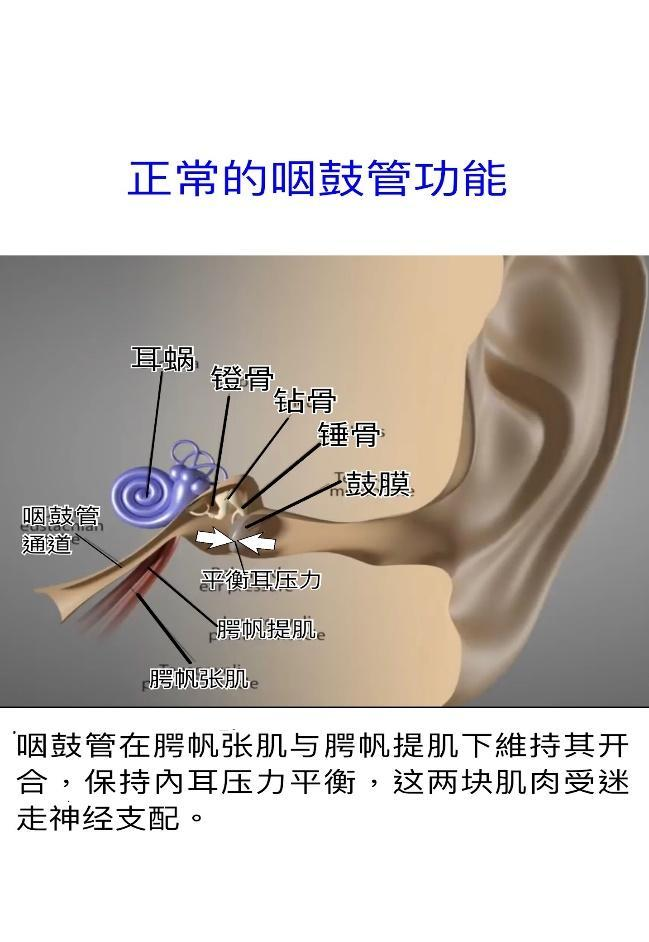 正常的咽鼓管功能
耳蜗
镫骨
钻骨
锤骨
鼓膜
咽鼓管
通道
平衡耳压力
腭帆提肌
腭帆张肌
咽鼓管在腭帆张肌与腭帆提肌下維持其开
合，保持內耳压力平衡，这两块肌肉受迷
走神经支配。